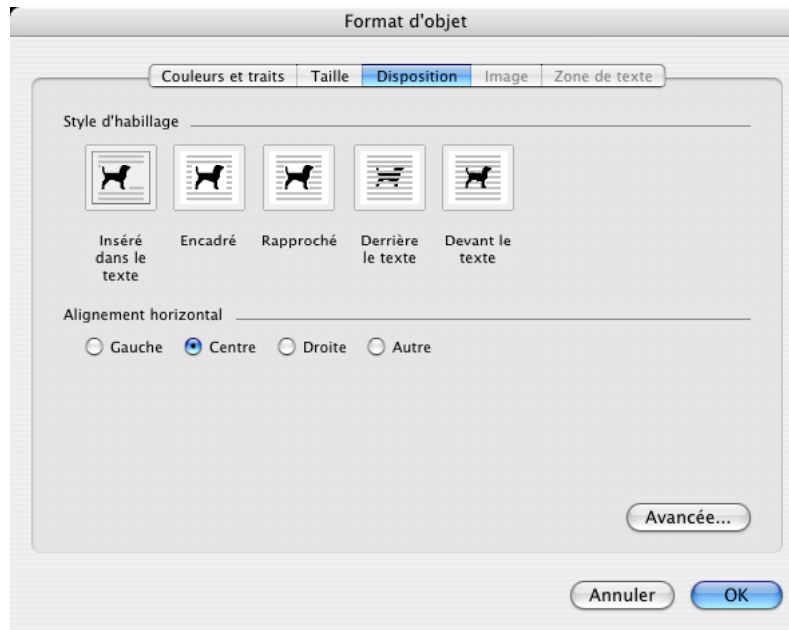 Format d'objet
Couleurs et traits Taille Disposition Image Zone de texte
Style d'habillage
Inséré dans le texte
Encadré
Rapproché
Derrière le texte
Devant le texte
Alignement horizontal
Gauche Centre Droite Autre
Avancée...
Annuler OK